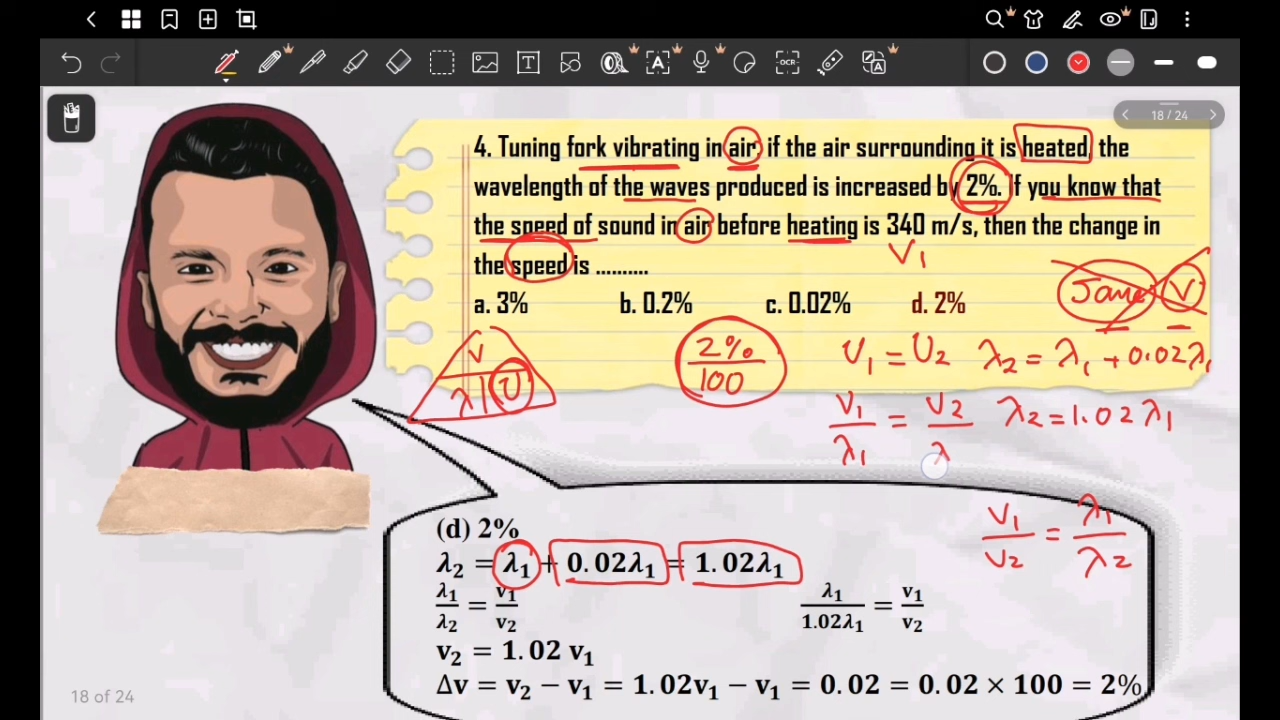 18 / 24
4. Tuning fork vibrating in air, if the air surrounding it is heated, the
wavelength of the waves produced is increased by 2%. If you know that
the speed of sound in air before heating is 340 m/s, then the change in
the speed is ..........
V₁
Same V
a. 3% b. 0.2% c. 0.02% d. 2%
V
λ | υ
2%
100
υ₁ = υ₂ λ₂ = λ₁ + 0.02λ₁
V₁/λ₁ = V₂/λ λ₂ = 1.02λ₁
V₁/V₂ = λ₁/λ₂
(d) 2%
λ₂ = λ₁ + 0.02λ₁ = 1.02λ₁
λ₁/λ₂ = v₁/v₂ λ₁/1.02λ₁ = v₁/v₂
v₂ = 1.02 v₁
Δv = v₂ − v₁ = 1.02v₁ − v₁ = 0.02 = 0.02 × 100 = 2%
18 of 24